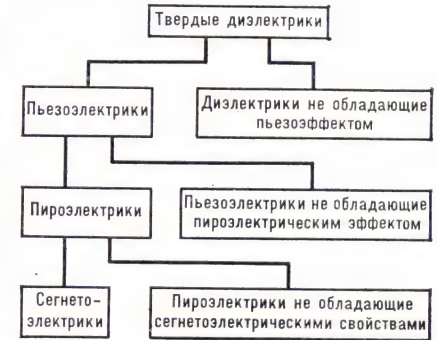 Твердые диэлектрики
Пьезоэлектрики
Диэлектрики не обладающие
пьезоэффектом
Пироэлектрики
Пьезоэлектрики не обладающие
пироэлектрическим эффектом
Сегнето-
электрики
Пироэлектрики не обладающие
сегнетоэлектрическими свойствами